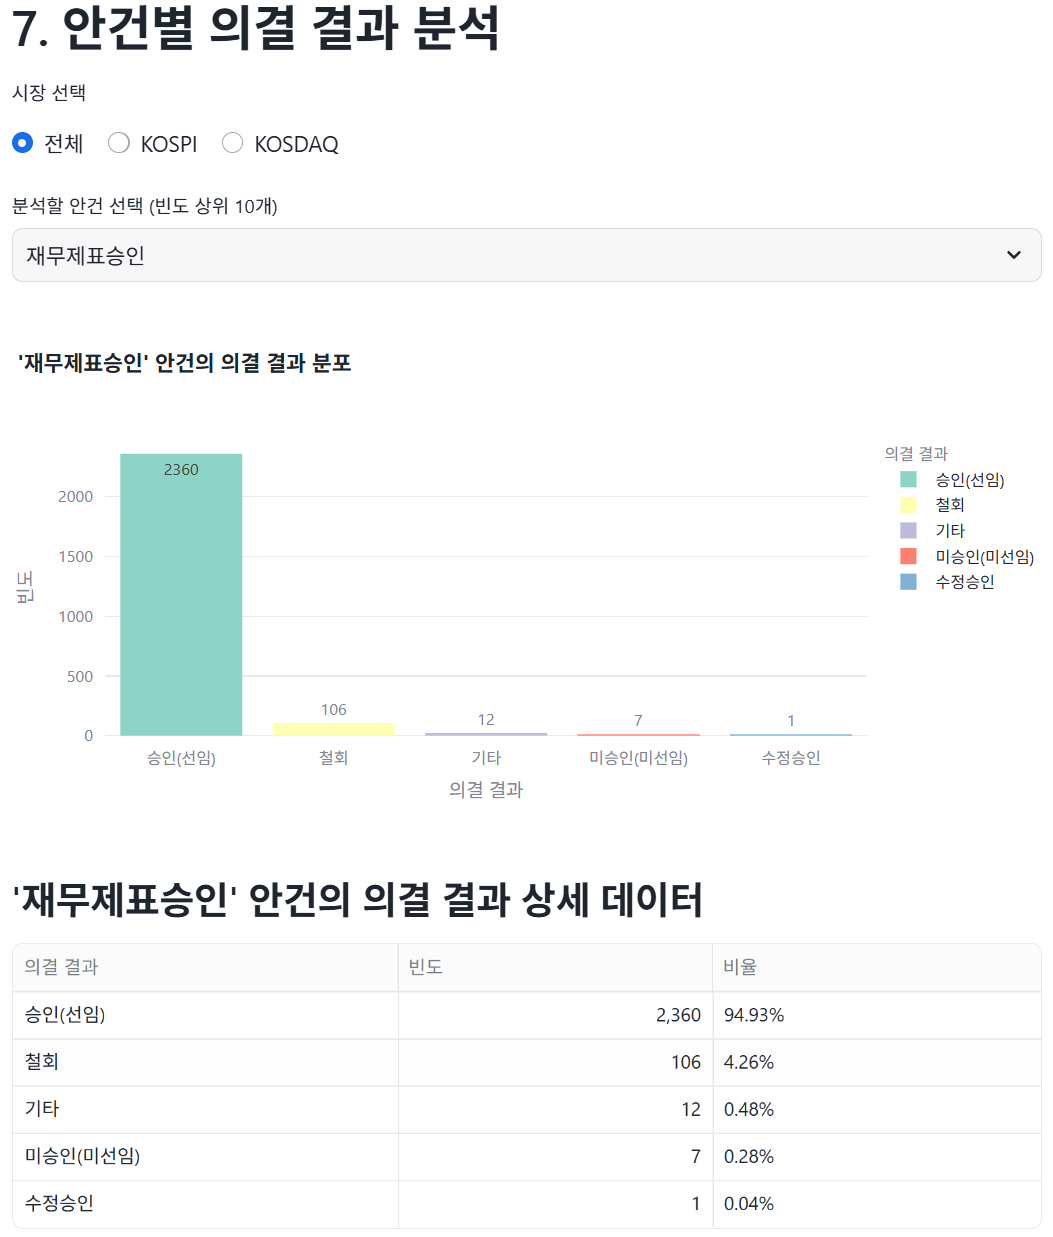 7. 안건별 의결 결과 분석
시장 선택
전체 KOSPI KOSDAQ
분석할 안건 선택 (빈도 상위 10개)
재무제표승인
'재무제표승인' 안건의 의결 결과 분포
의결 결과
승인(선임)
철회
기타
미승인(미선임)
수정승인
빈도
2000
1500
1000
500
0
2360
106
12
7
1
승인(선임) 철회 기타 미승인(미선임) 수정승인
의결 결과
'재무제표승인' 안건의 의결 결과 상세 데이터
의결 결과 빈도 비율
승인(선임) 2,360 94.93%
철회 106 4.26%
기타 12 0.48%
미승인(미선임) 7 0.28%
수정승인 1 0.04%